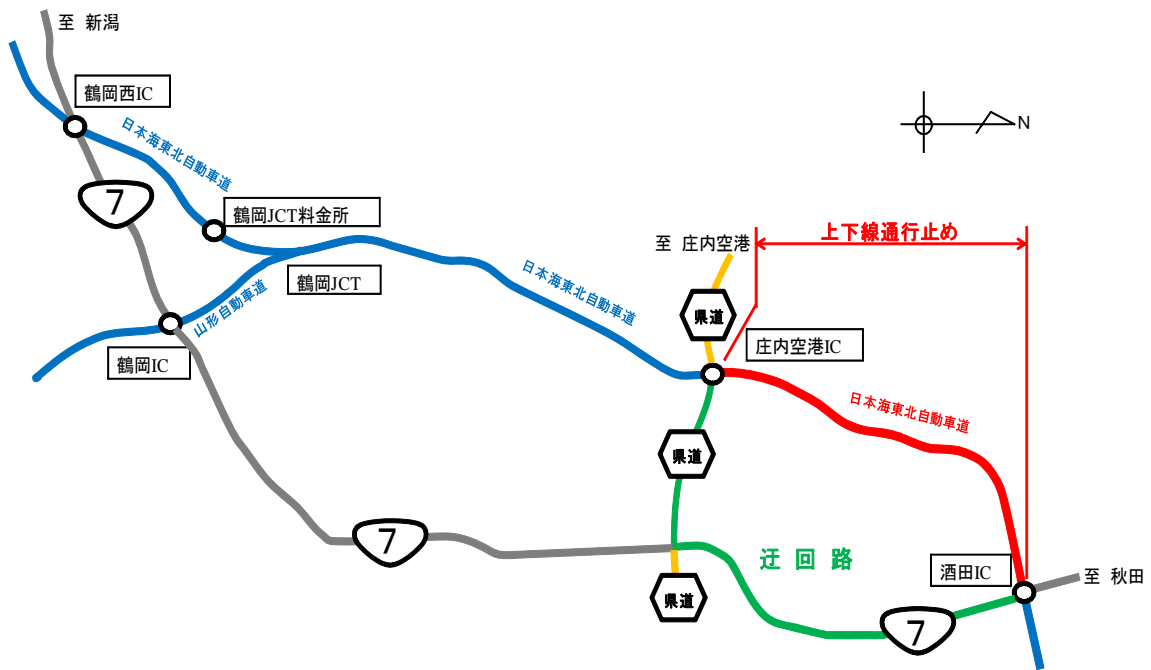 至 新潟
鶴岡西IC
日本海東北自動車道
7
鶴岡JCT料金所
鶴岡JCT
山形自動車道
鶴岡IC
N
上下線通行止め
至 庄内空港
県道
日本海東北自動車道
庄内空港IC
日本海東北自動車道
県道
7
迂回路
県道
酒田IC
至 秋田
7